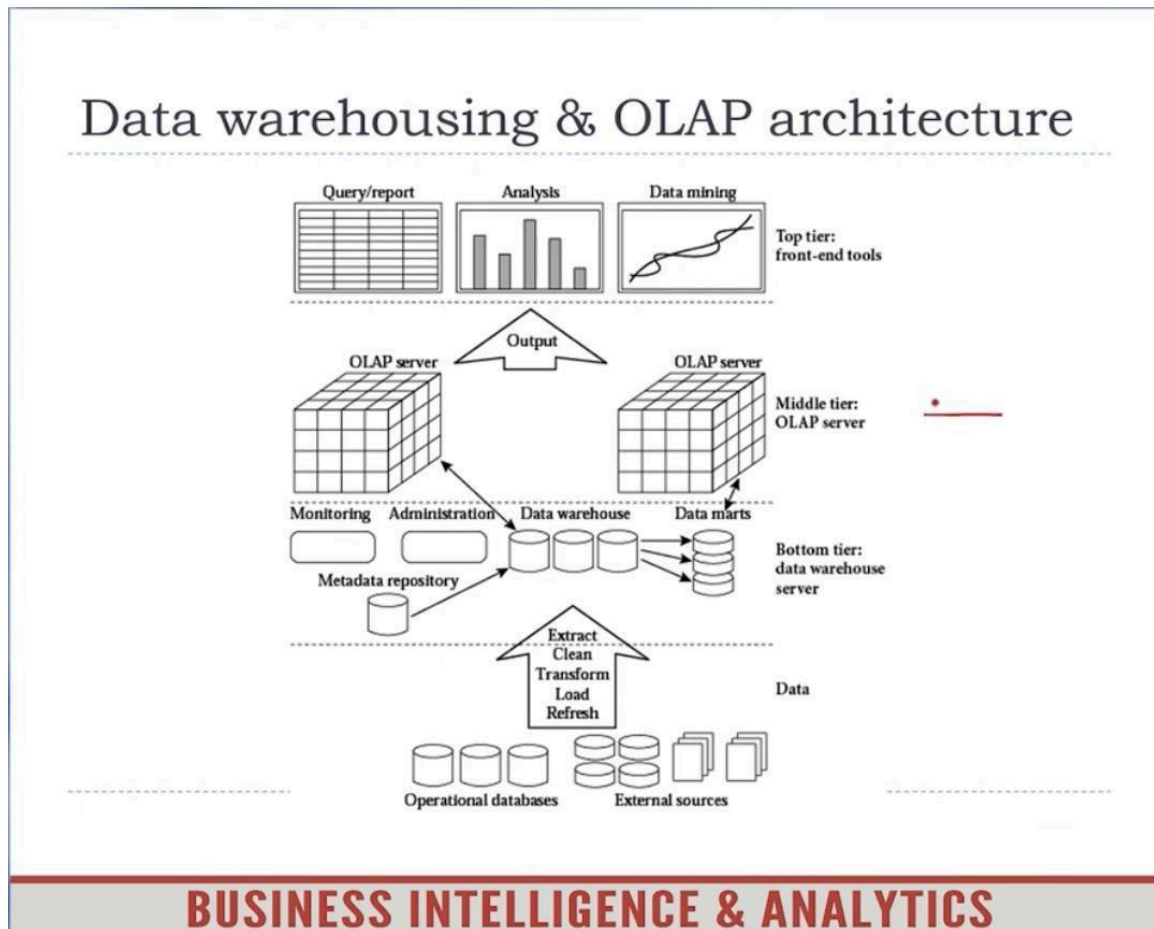 Data warehousing & OLAP architecture
Query/report
Analysis
Data mining
Top tier:
front-end tools
Output
OLAP server
OLAP server
Middle tier:
OLAP server
Monitoring
Administration
Data warehouse
Data marts
Bottom tier:
data warehouse
server
Metadata repository
Extract
Clean
Transform
Load
Refresh
Data
Operational databases
External sources
BUSINESS INTELLIGENCE & ANALYTICS